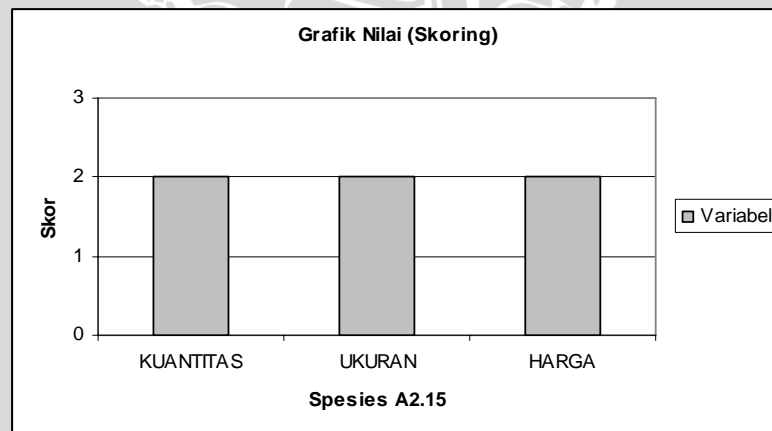 Grafik Nilai (Skoring)
3
2
1
0
Skor
KUANTITAS UKURAN HARGA
Spesies A2.15
Variabel